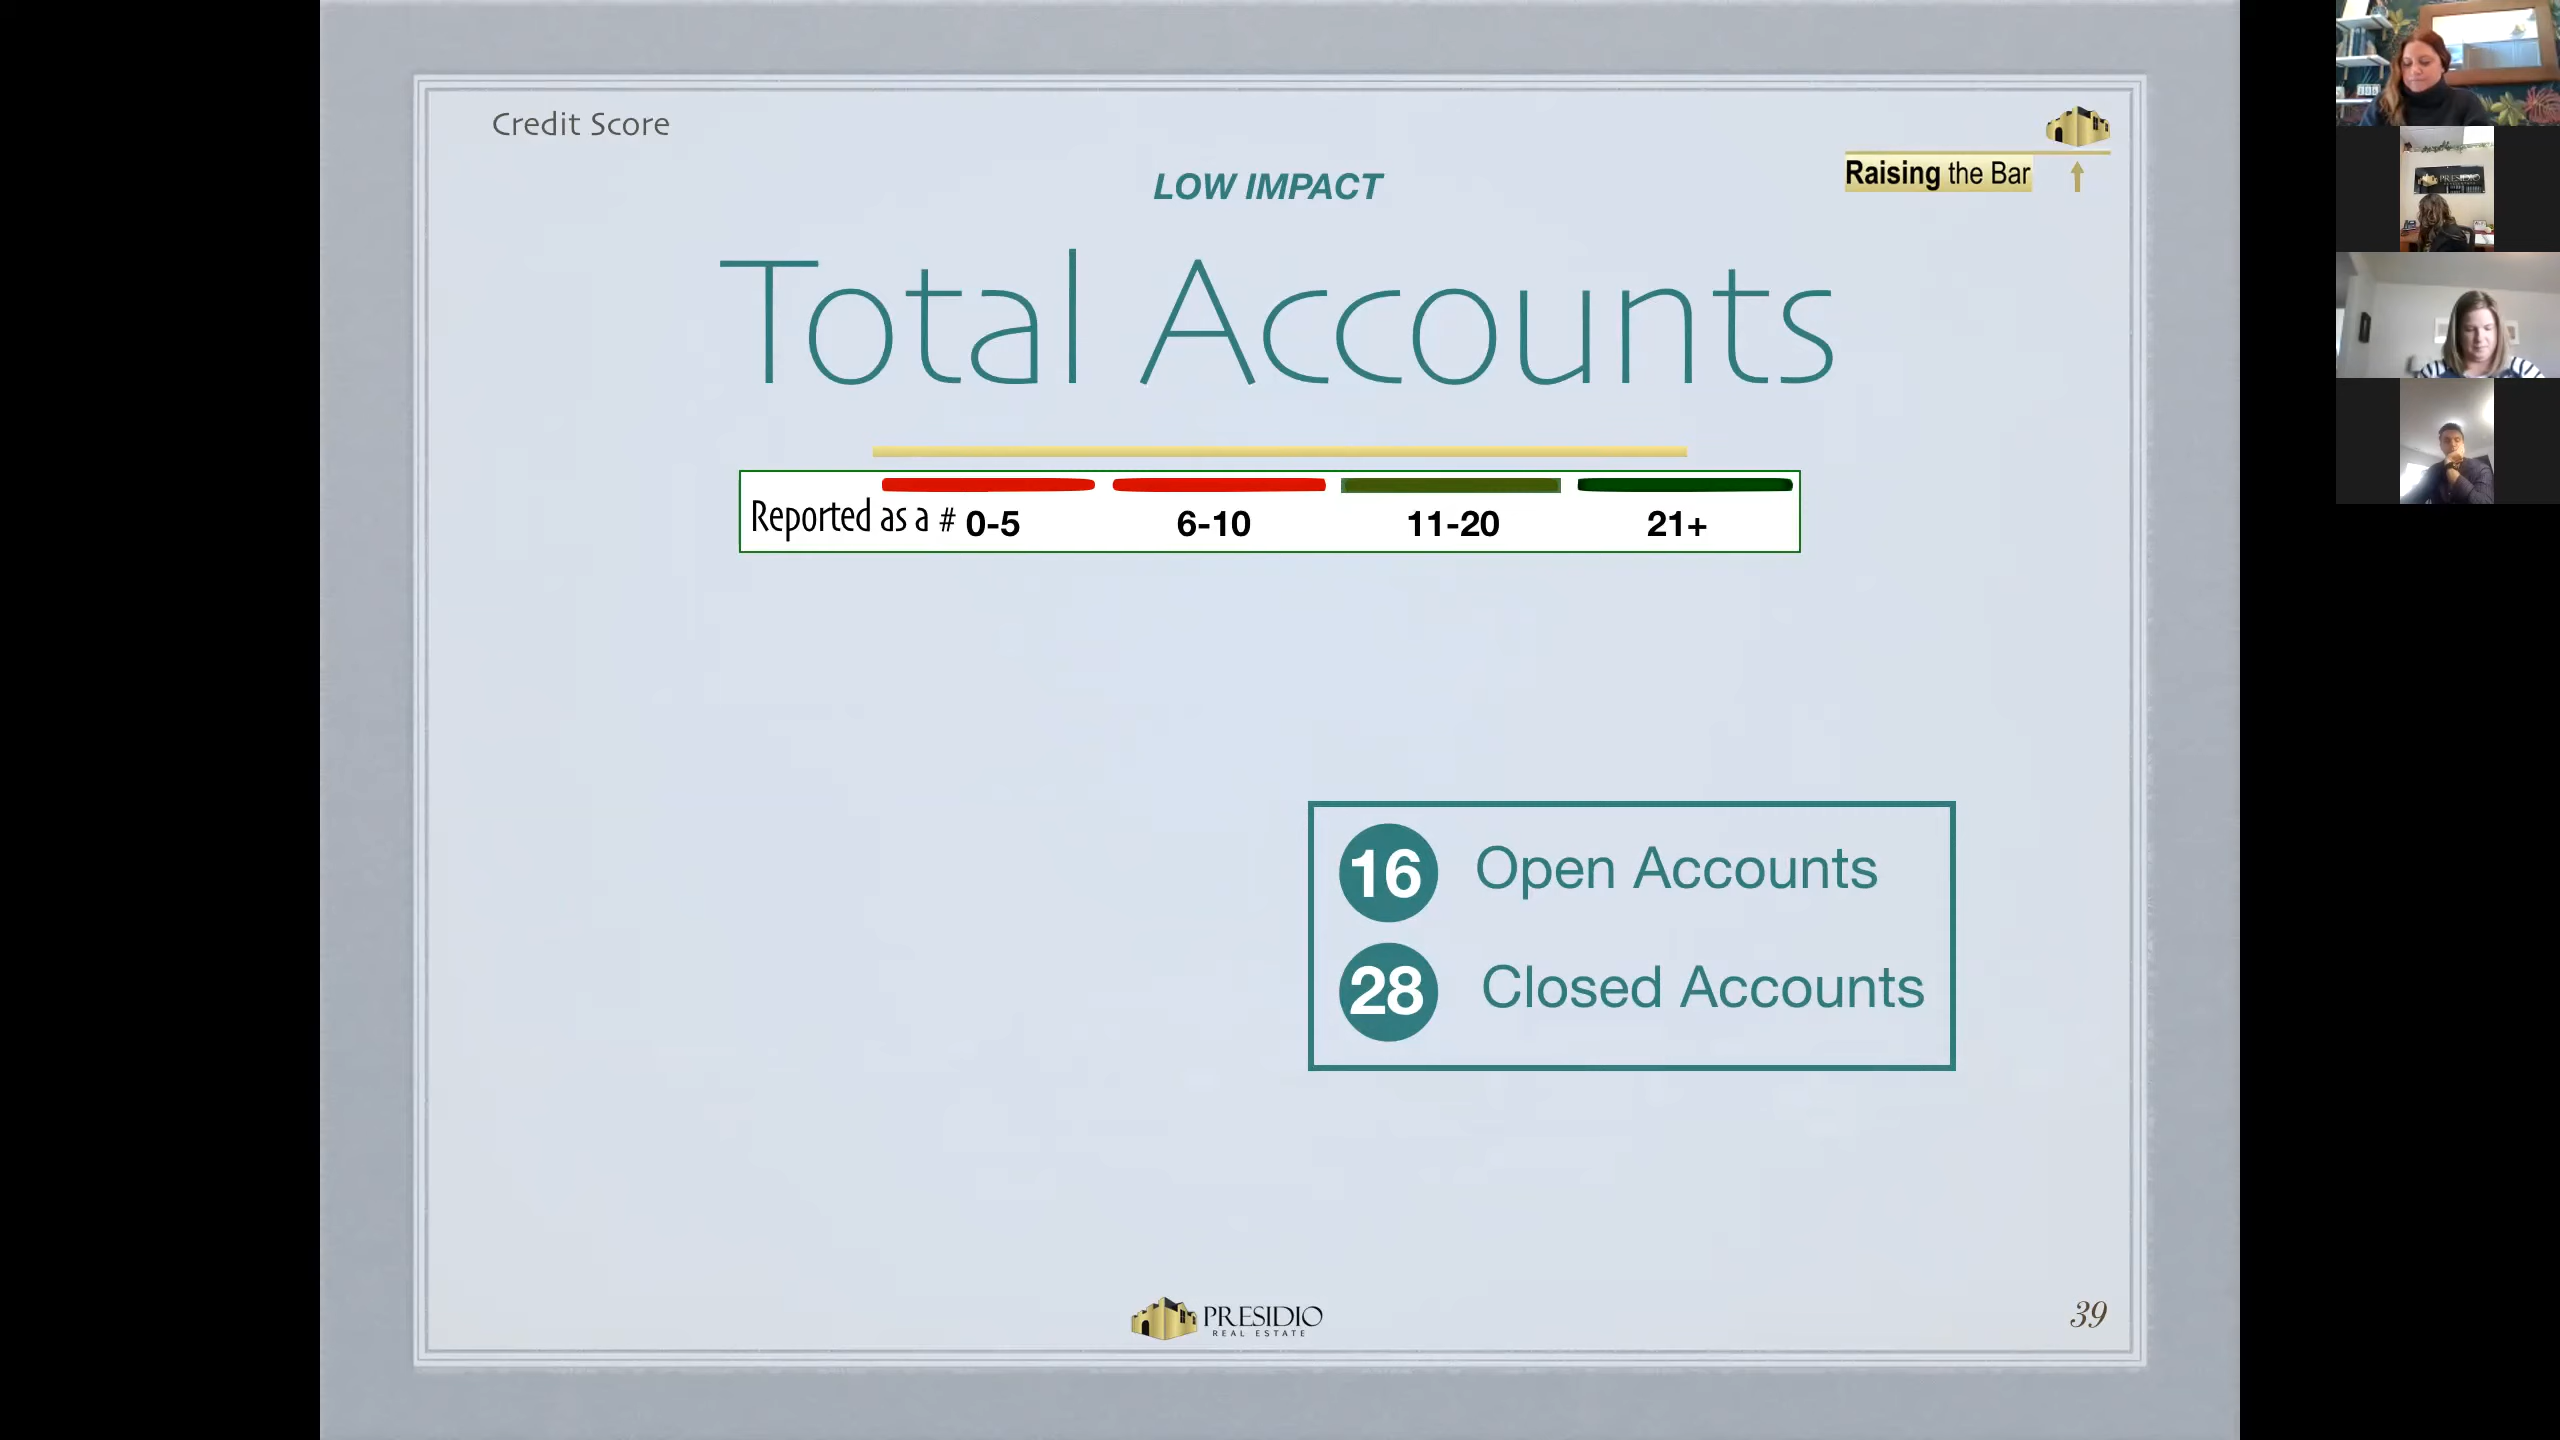 Credit Score
Raising the Bar
LOW IMPACT
Total Accounts
Reported as a # 0-5 6-10 11-20 21+
16 Open Accounts
28 Closed Accounts
PRESIDIO
REAL ESTATE
39
PRESIDIO